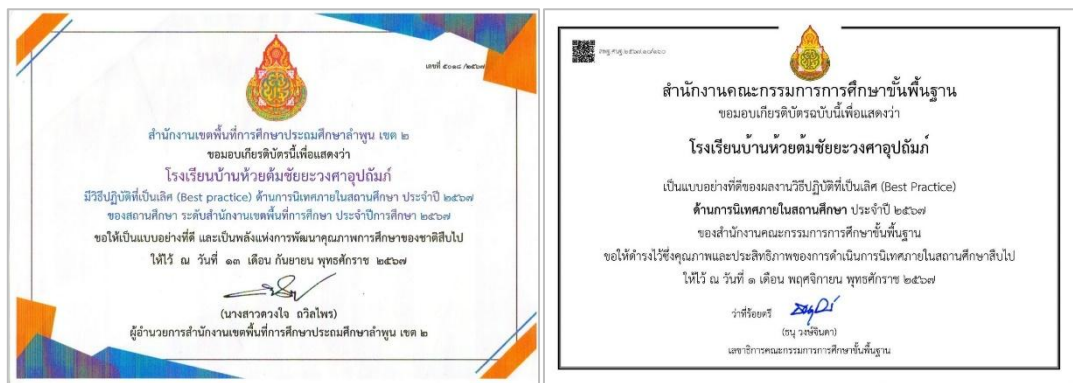 เลขที่ ๕๐๑๘ /๒๕๖๗
สำนักงานเขตพื้นที่การศึกษาประถมศึกษาลำพูน เขต ๒
ขอมอบเกียรติบัตรนี้เพื่อแสดงว่า
โรงเรียนบ้านห้วยต้มชัยยะวงศาอุปถัมภ์
มีวิธีปฏิบัติที่เป็นเลิศ (Best practice) ด้านการนิเทศภายในสถานศึกษา ประจำปี ๒๕๖๗
ของสถานศึกษา ระดับสำนักงานเขตพื้นที่การศึกษา ประจำปีการศึกษา ๒๕๖๗
ขอให้เป็นแบบอย่างที่ดี และเป็นพลังแห่งการพัฒนาคุณภาพการศึกษาของชาติสืบไป
ให้ไว้ ณ วันที่ ๑๓ เดือน กันยายน พุทธศักราช ๒๕๖๗
(นางสาวดวงใจ ถวิลไพร)
ผู้อำนวยการสำนักงานเขตพื้นที่การศึกษาประถมศึกษาลำพูน เขต ๒
สำนักงานคณะกรรมการการศึกษาขั้นพื้นฐาน
ขอมอบเกียรติบัตรฉบับนี้เพื่อแสดงว่า
โรงเรียนบ้านห้วยต้มชัยยะวงศาอุปถัมภ์
เป็นแบบอย่างที่ดีของผลงานวิธีปฏิบัติที่เป็นเลิศ (Best Practice)
ด้านการนิเทศภายในสถานศึกษา ประจำปี ๒๕๖๗
ของสำนักงานคณะกรรมการการศึกษาขั้นพื้นฐาน
ขอให้ดำรงไว้ซึ่งคุณภาพและประสิทธิภาพของการดำเนินการนิเทศภายในสถานศึกษาสืบไป
ให้ไว้ ณ วันที่ ๑ เดือน พฤศจิกายน พุทธศักราช ๒๕๖๗
ว่าที่ร้อยตรี
(ธนุ วงษ์จินดา)
เลขาธิการคณะกรรมการการศึกษาขั้นพื้นฐาน